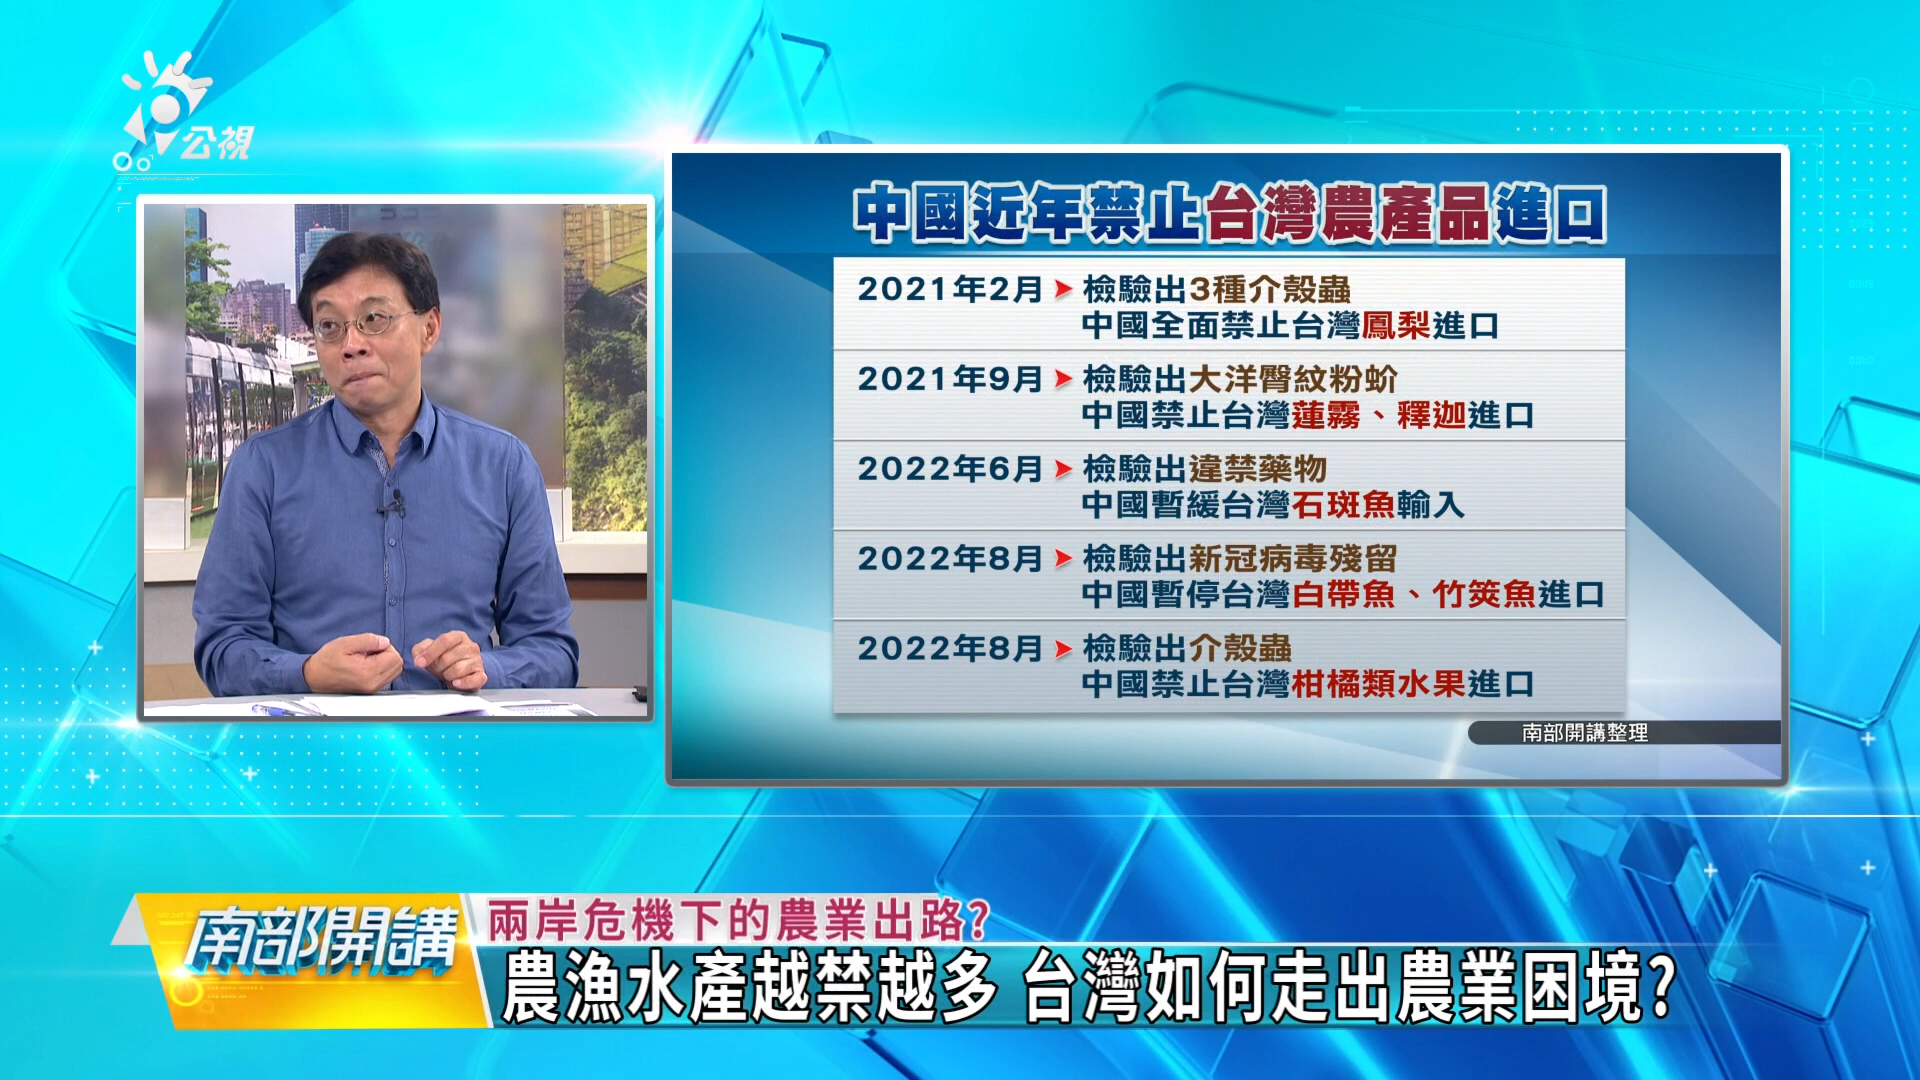 公視
中國近年禁止台灣農產品進口
2021年2月 檢驗出3種介殼蟲
中國全面禁止台灣鳳梨進口
2021年9月 檢驗出大洋臀紋粉蚧
中國禁止台灣蓮霧、釋迦進口
2022年6月 檢驗出違禁藥物
中國暫緩台灣石斑魚輸入
2022年8月 檢驗出新冠病毒殘留
中國暫停台灣白帶魚、竹筴魚進口
2022年8月 檢驗出介殼蟲
中國禁止台灣柑橘類水果進口
南部開講整理
南部開講
兩岸危機下的農業出路?
農漁水產越禁越多 台灣如何走出農業困境?